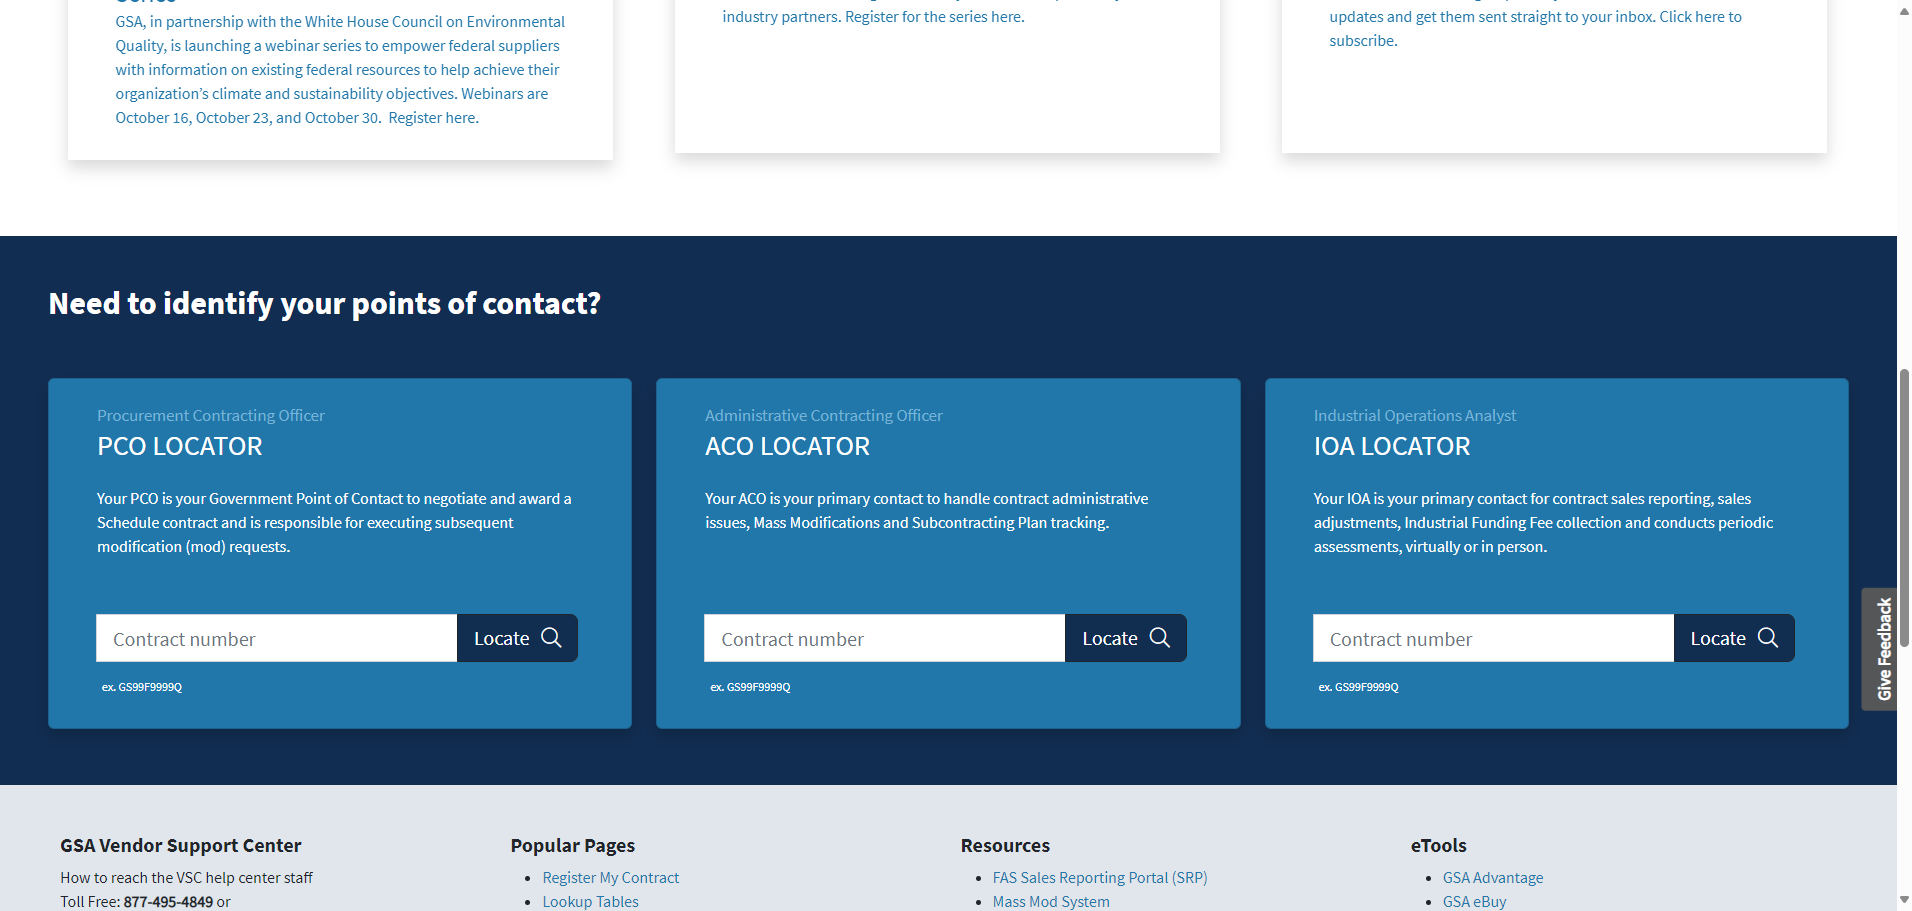 GSA, in partnership with the White House Council on Environmental
Quality, is launching a webinar series to empower federal suppliers
with information on existing federal resources to help achieve their
organization’s climate and sustainability objectives. Webinars are
October 16, October 23, and October 30.  Register here.
industry partners. Register for the series here.
updates and get them sent straight to your inbox. Click here to
subscribe.
Need to identify your points of contact?
Procurement Contracting Officer
PCO LOCATOR
Your PCO is your Government Point of Contact to negotiate and award a
Schedule contract and is responsible for executing subsequent
modification (mod) requests.
Contract number
Locate
ex. GS99F9999Q
Administrative Contracting Officer
ACO LOCATOR
Your ACO is your primary contact to handle contract administrative
issues, Mass Modifications and Subcontracting Plan tracking.
Contract number
Locate
ex. GS99F9999Q
Industrial Operations Analyst
IOA LOCATOR
Your IOA is your primary contact for contract sales reporting, sales
adjustments, Industrial Funding Fee collection and conducts periodic
assessments, virtually or in person.
Contract number
Locate
ex. GS99F9999Q
Give Feedback
GSA Vendor Support Center
How to reach the VSC help center staff
Toll Free: 877-495-4849 or
Popular Pages
Register My Contract
Lookup Tables
Resources
FAS Sales Reporting Portal (SRP)
Mass Mod System
eTools
GSA Advantage
GSA eBuy